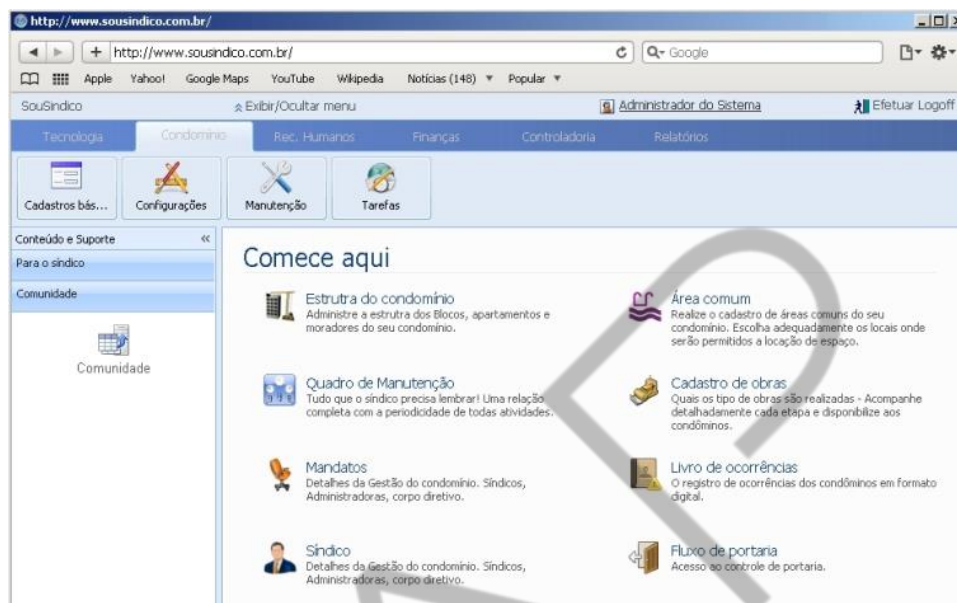 http://www.sousindico.com.br/
http://www.sousindico.com.br/
Google
Apple Yahoo! Google Maps YouTube Wikipedia Notícias (148) Popular
SouSindico
Exibir/Ocultar menu
Administrador do Sistema
Efetuar Logoff
Tecnologia Condomínio Rec. Humanos Finanças Controladoria Relatórios
Cadastros bás... Configurações Manutenção Tarefas
Conteúdo e Suporte
Para o síndico
Comunidade
Comunidade
Comece aqui
Estrutra do condomínio
Administre a estrutra dos Blocos, apartamentos e
moradores do seu condomínio.
Área comum
Realize o cadastro de áreas comuns do seu
condomínio. Escolha adequadamente os locais onde
serão permitidos a locação de espaço.
Quadro de Manutenção
Tudo que o síndico precisa lembrar! Uma relação
completa com a periodicidade de todas atividades.
Cadastro de obras
Quais os tipo de obras são realizadas - Acompanhe
detalhadamente cada etapa e disponibilize aos
condôminos.
Mandatos
Detalhes da Gestão do condomínio. Síndicos,
Administradoras, corpo diretivo.
Livro de ocorrências
O registro de ocorrências dos condôminos em formato
digital.
Síndico
Detalhes da Gestão do condomínio. Síndicos,
Administradoras, corpo diretivo.
Fluxo de portaria
Acesso ao controle de portaria.